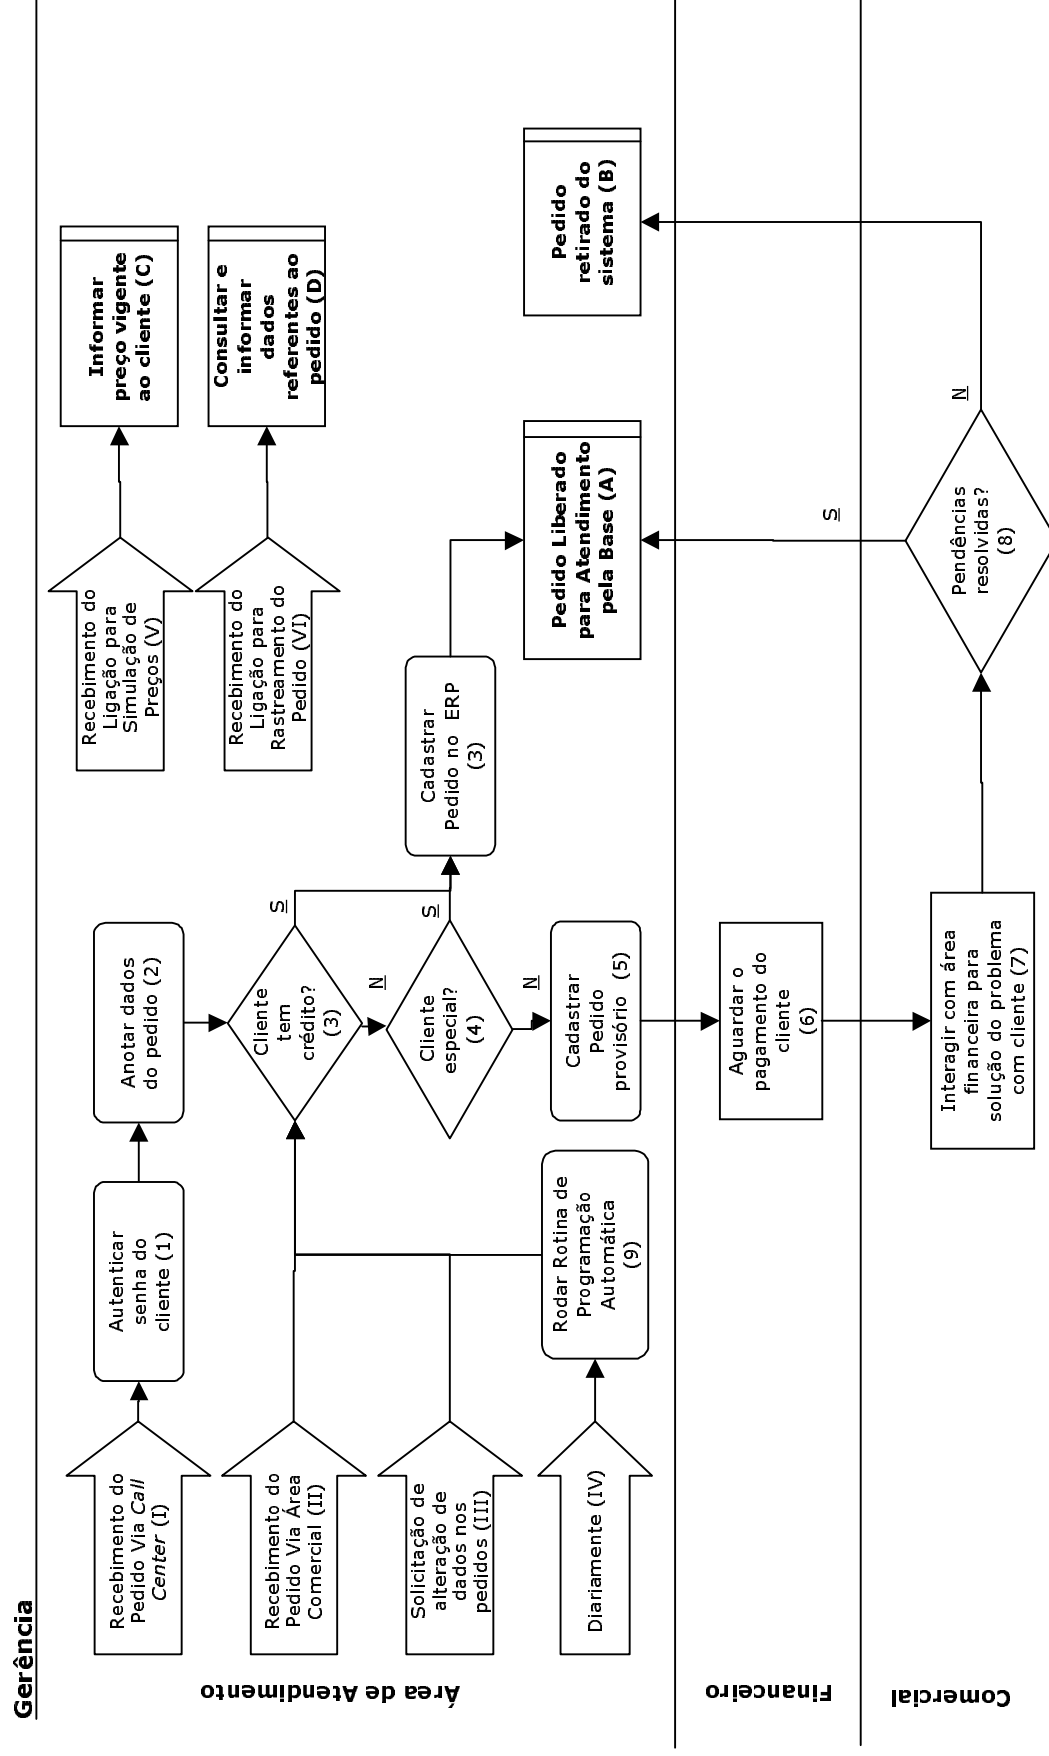 Gerência
Área de Atendimento
Recebimento do
Pedido Via Call
Center (I)
Autenticar
senha do
cliente (1)
Anotar dados
do pedido (2)
Recebimento do
Ligação para
Simulação de
Preços (V)
Informar
preço vigente
ao cliente (C)
Recebimento do
Pedido Via Área
Comercial (II)
Cliente
tem
crédito?
(3)
S
N
Recebimento do
Ligação para
Rastreamento do
Pedido (VI)
Consultar e
informar
dados
referentes ao
pedido (D)
Solicitação de
alteração de
dados nos
pedidos (III)
Cliente
especial?
(4)
S
N
Cadastrar
Pedido no ERP
(3)
Diariamente (IV)
Rodar Rotina de
Programação
Automática
(9)
Cadastrar
Pedido
provisório (5)
Pedido Liberado
para Atendimento
pela Base (A)
Pedido
retirado do
sistema (B)
Financeiro
Aguardar o
pagamento do
cliente
(6)
S
Comercial
Interagir com área
financeira para
solução do problema
com cliente (7)
Pendências
resolvidas?
(8)
N